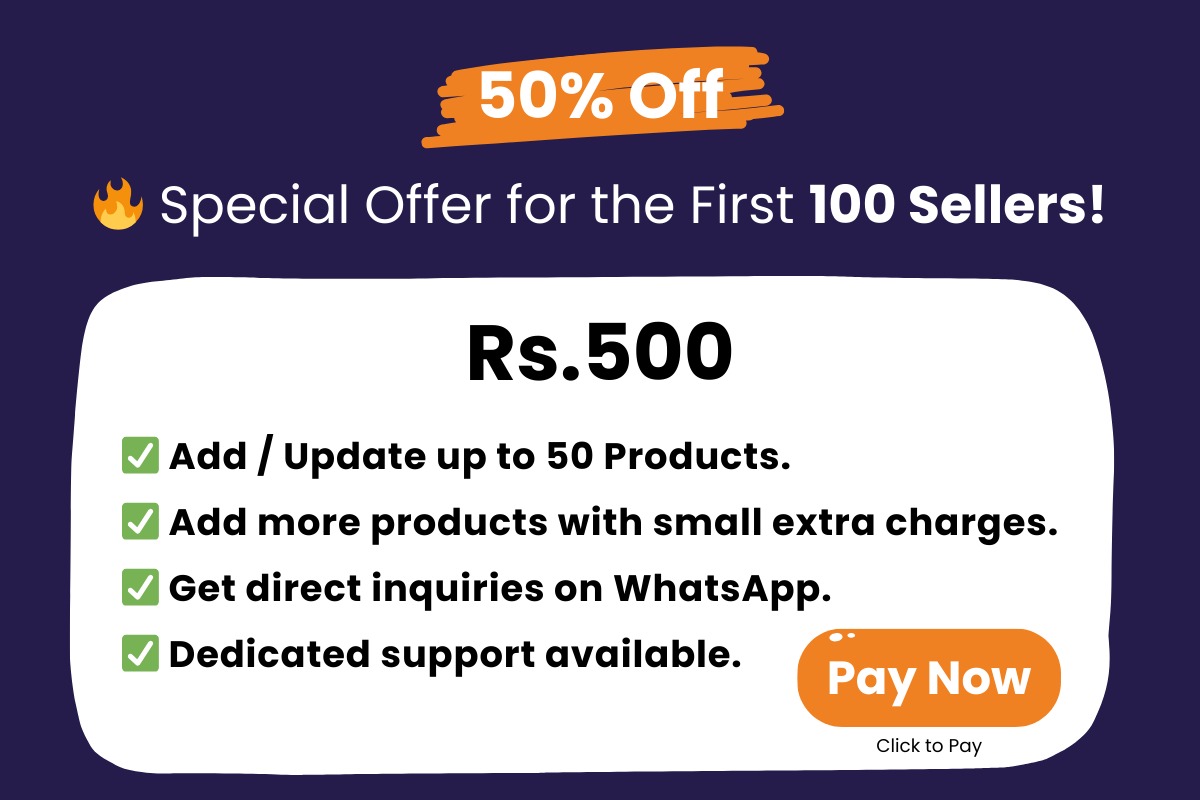 50% Off
🔥 Special Offer for the First 100 Sellers!
Rs.500
✅ Add / Update up to 50 Products.
✅ Add more products with small extra charges.
✅ Get direct inquiries on WhatsApp.
✅ Dedicated support available.
Pay Now
Click to Pay